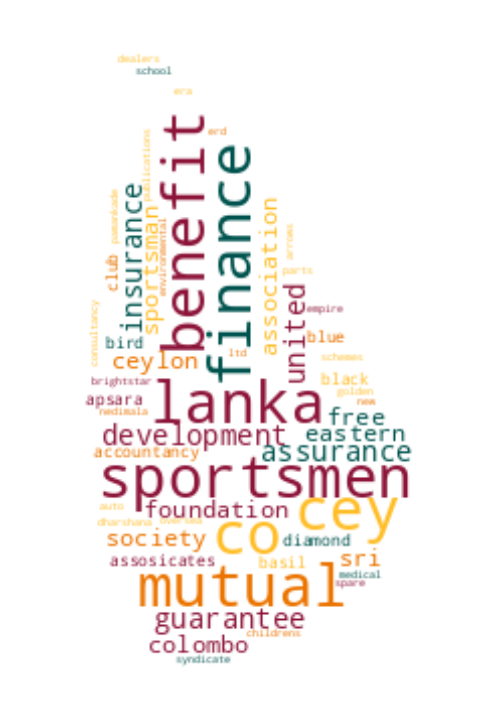 dealers
school
era
erd
benefit
finance
publications
insurance
pamankade
sportsman
environmental
association
arrows
club
parts
united
empire
consultancy
bird
blue
ltd
ceylon
schemes
brightstar
black
golden
apsara
lanka
new
nedimala
free
development
eastern
accountancy
assurance
sportsmen
auto
foundation
cey
dharshana
oversea
co
society
diamond
assosicates
basil
sri
medical
mutual
spare
guarantee
childrens
colombo
syndicate